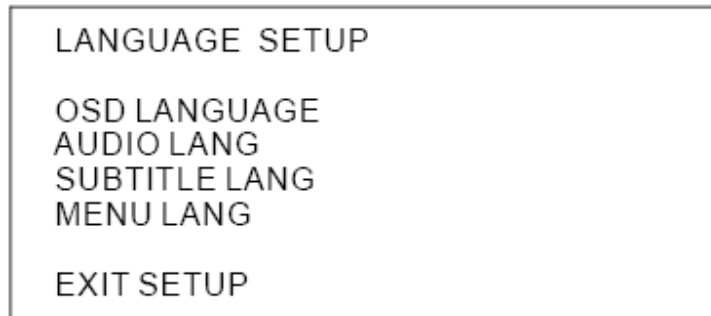 LANGUAGE SETUP
OSD LANGUAGE
AUDIO LANG
SUBTITLE LANG
MENU LANG
EXIT SETUP